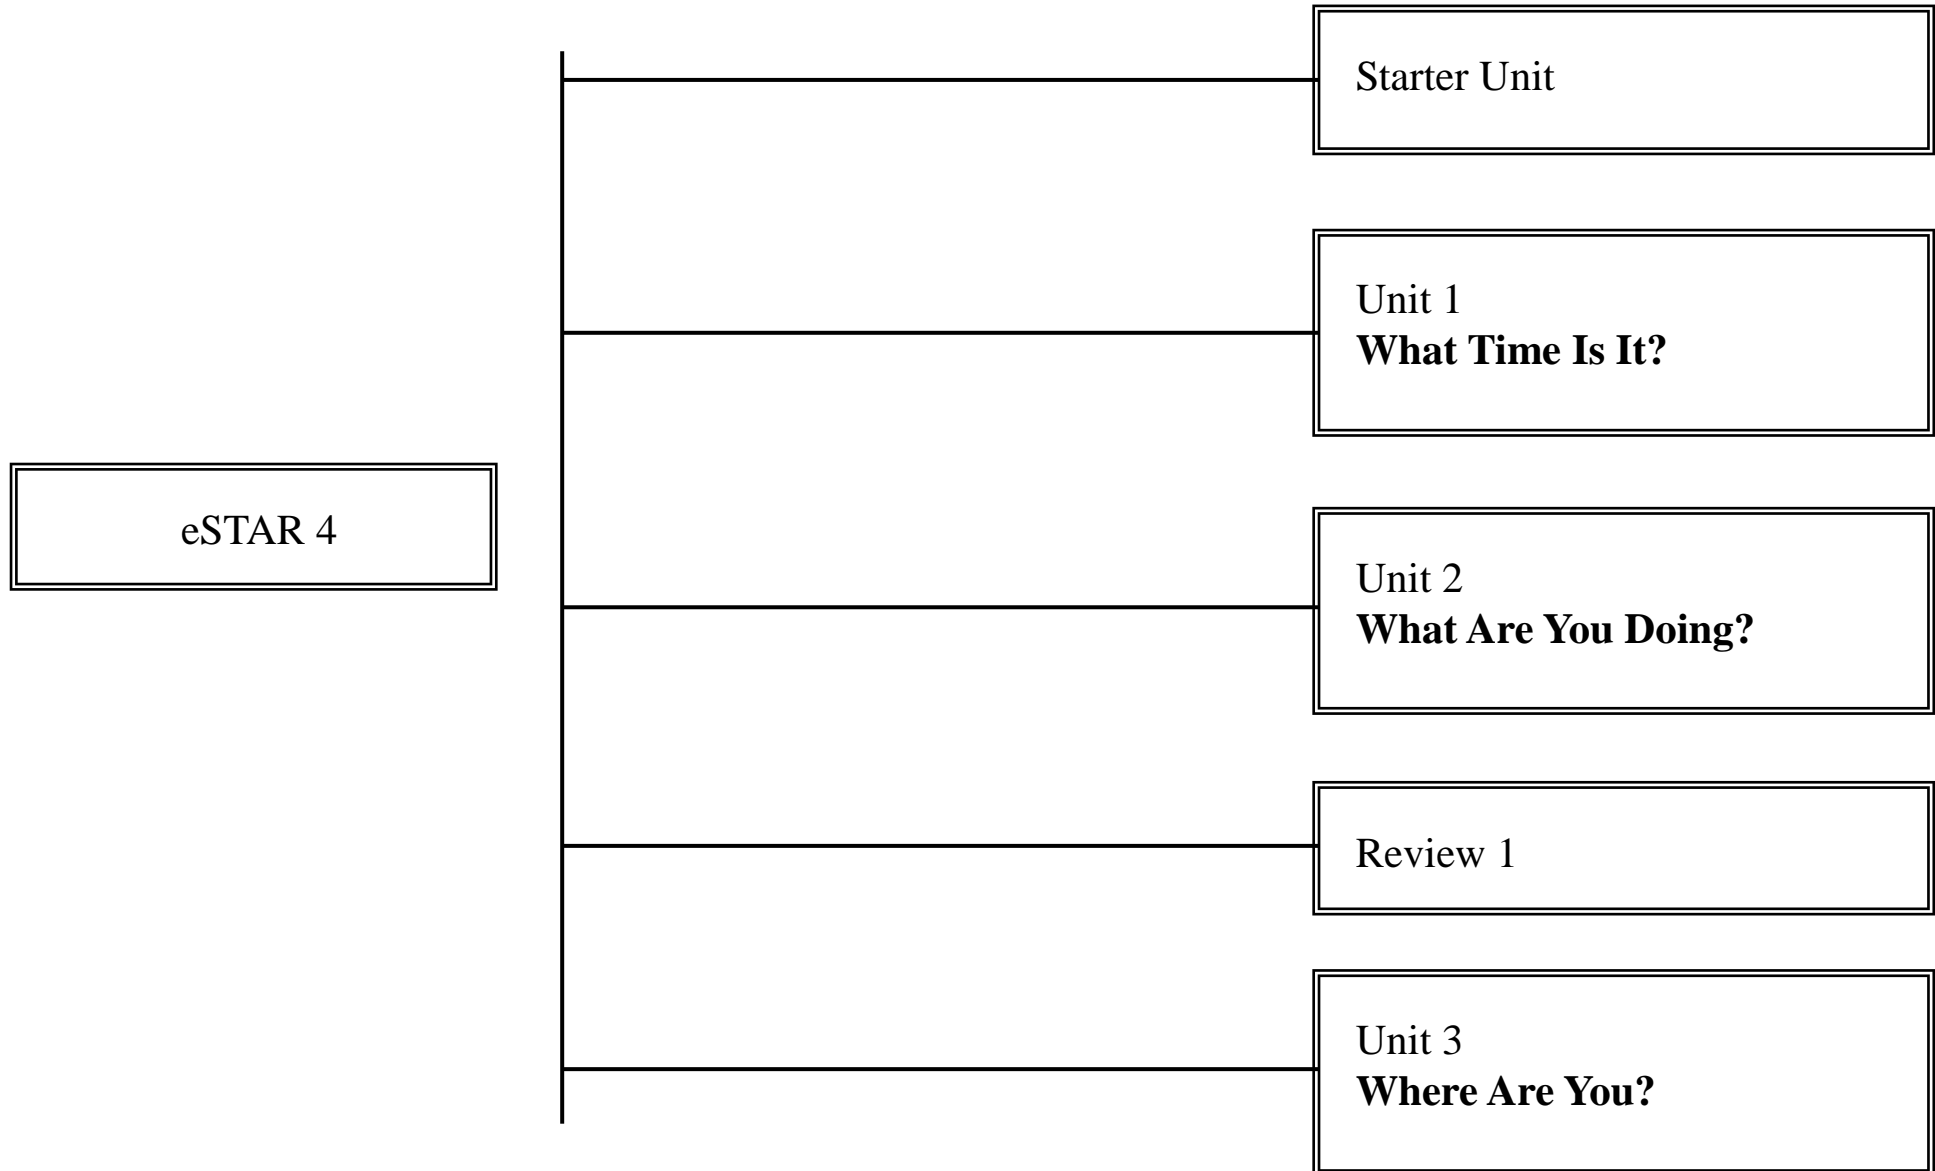 eSTAR 4
Starter Unit
Unit 1
What Time Is It?
Unit 2
What Are You Doing?
Review 1
Unit 3
Where Are You?